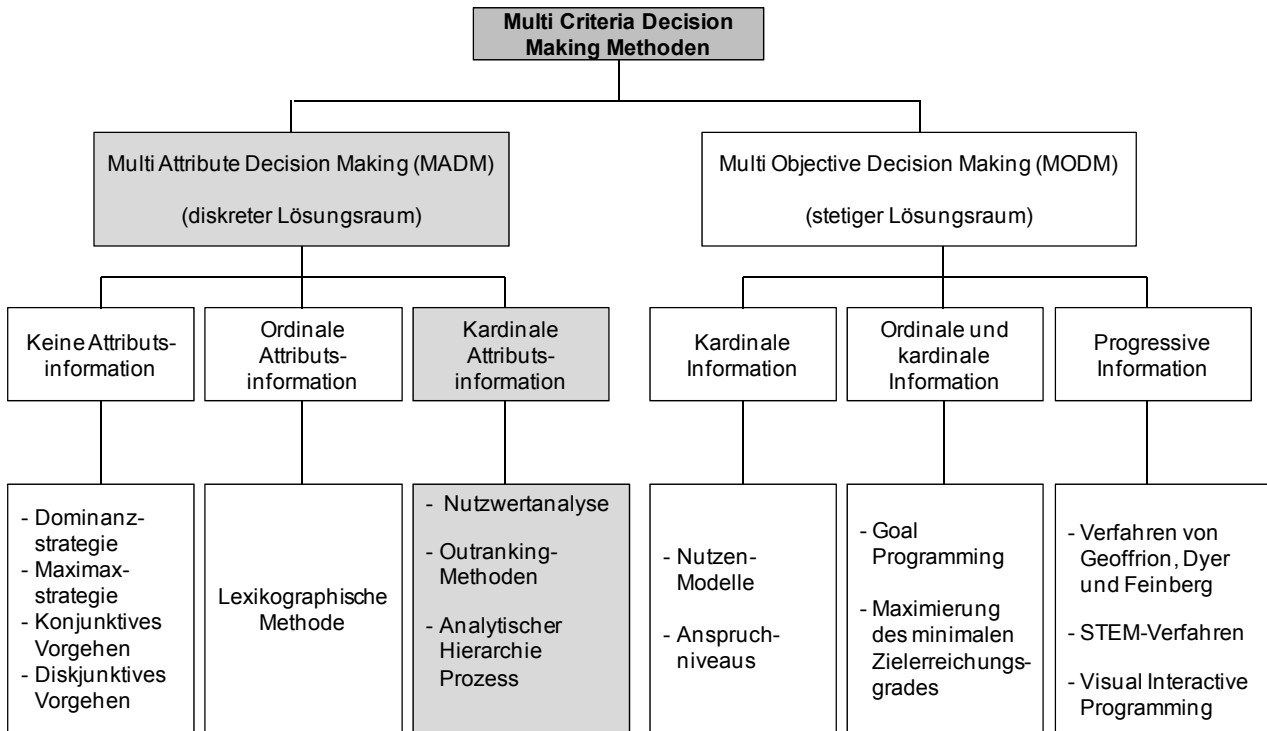 Multi Criteria Decision
Making Methoden
Multi Attribute Decision Making (MADM)
(diskreter Lösungsraum)
Multi Objective Decision Making (MODM)
(stetiger Lösungsraum)
Keine Attributs-
information
Ordinale
Attributs-
information
Kardinale
Attributs-
information
Kardinale
Information
Ordinale und
kardinale
Information
Progressive
Information
- Dominanz-
strategie
- Maximax-
strategie
- Konjunktives
Vorgehen
- Diskjunktives
Vorgehen
Lexikographische
Methode
- Nutzwertanalyse
- Outranking-
Methoden
- Analytischer
Hierarchie
Prozess
- Nutzen-
Modelle
- Anspruch-
niveaus
- Goal
Programming
- Maximierung
des minimalen
Zielerreichungs-
grades
- Verfahren von
Geoffrion, Dyer
und Feinberg
- STEM-Verfahren
- Visual Interactive
Programming